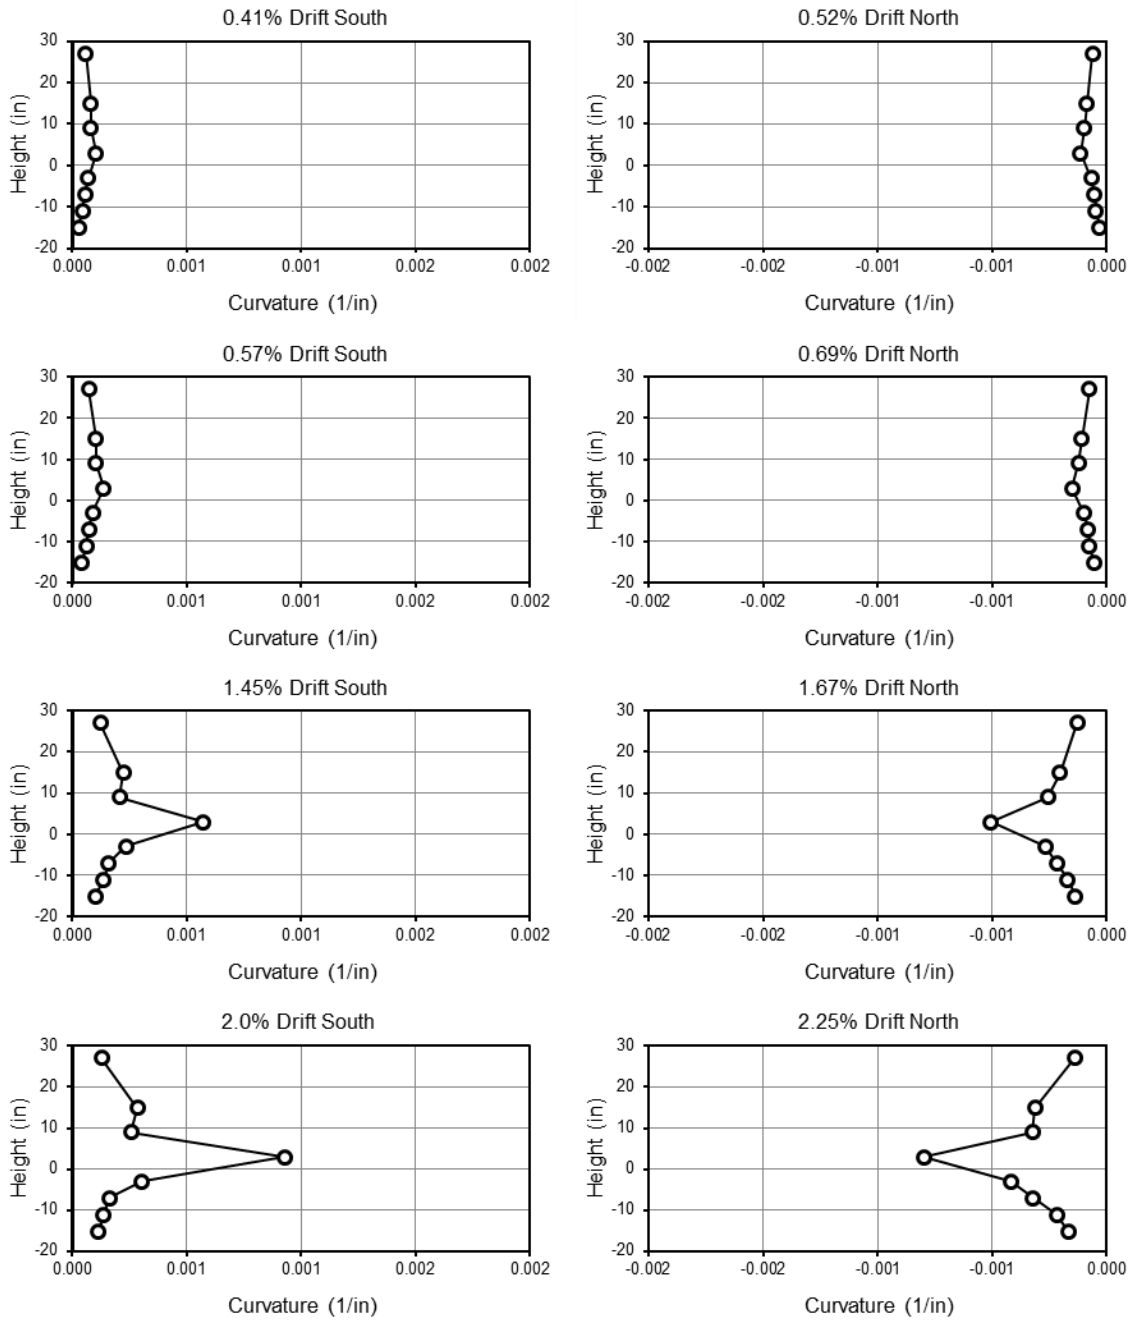 0.41% Drift South
30
20
10
0
-10
-20
Height (in)
0.000 0.001 0.001 0.002 0.002
Curvature (1/in)
0.52% Drift North
30
20
10
0
-10
-20
Height (in)
-0.002 -0.002 -0.001 -0.001 0.000
Curvature (1/in)
0.57% Drift South
30
20
10
0
-10
-20
Height (in)
0.000 0.001 0.001 0.002 0.002
Curvature (1/in)
0.69% Drift North
30
20
10
0
-10
-20
Height (in)
-0.002 -0.002 -0.001 -0.001 0.000
Curvature (1/in)
1.45% Drift South
30
20
10
0
-10
-20
Height (in)
0.000 0.001 0.001 0.002 0.002
Curvature (1/in)
1.67% Drift North
30
20
10
0
-10
-20
Height (in)
-0.002 -0.002 -0.001 -0.001 0.000
Curvature (1/in)
2.0% Drift South
30
20
10
0
-10
-20
Height (in)
0.000 0.001 0.001 0.002 0.002
Curvature (1/in)
2.25% Drift North
30
20
10
0
-10
-20
Height (in)
-0.002 -0.002 -0.001 -0.001 0.000
Curvature (1/in)